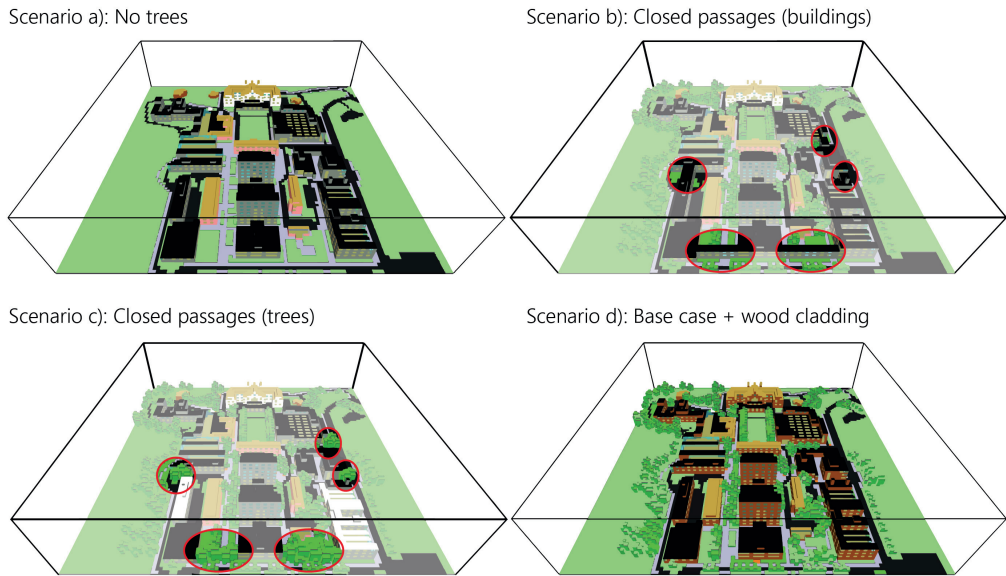 Scenario a): No trees
Scenario b): Closed passages (buildings)
Scenario c): Closed passages (trees)
Scenario d): Base case + wood cladding